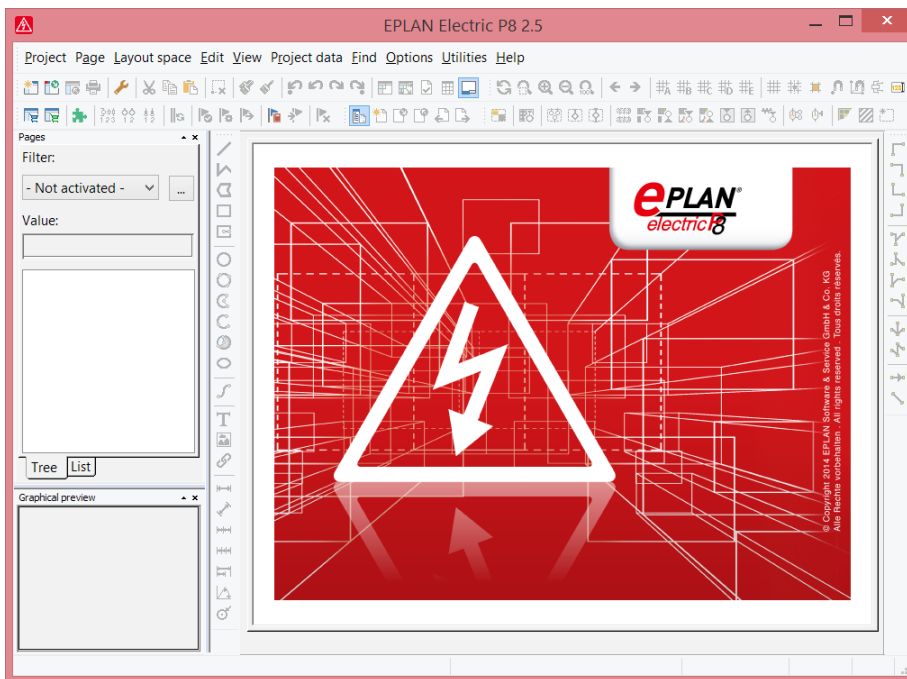 EPLAN Electric P8 2.5
Project Page Layout space Edit View Project data Find Options Utilities Help
Pages
Filter:
- Not activated -
...
Value:
Tree List
Graphical preview
T
ePLAN®
electric P8
© Copyright 2014 EPLAN Software & Service GmbH & Co. KG
Alle Rechte vorbehalten . All rights reserved . Tous droits réservés.